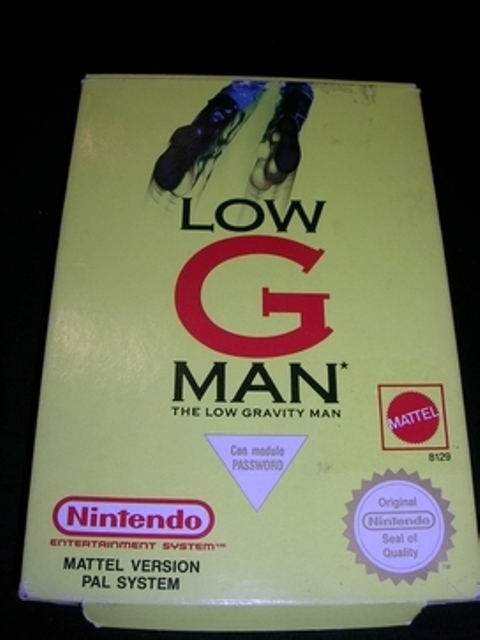 LOW
G
MAN*
THE LOW GRAVITY MAN
Con modulo
PASSWORD
MATTEL
8129
Nintendo
ENTERTAINMENT SYSTEM™
MATTEL VERSION
PAL SYSTEM
Original
Nintendo
Seal of
Quality
TM